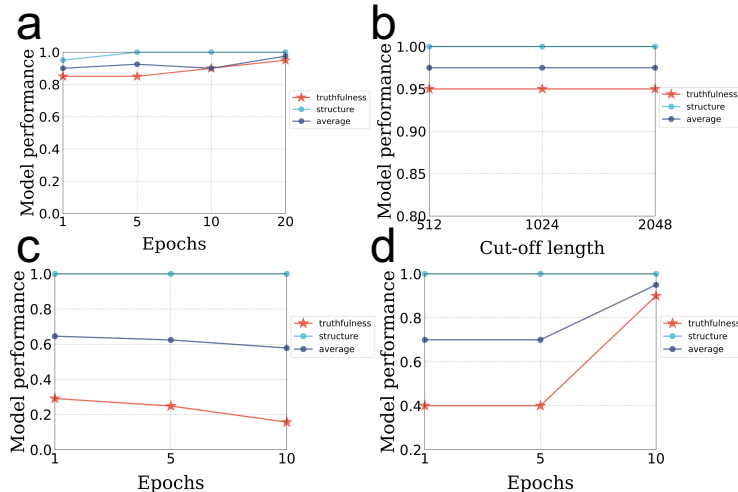 a
Model performance
1.0
0.8
0.6
0.4
0.2
0.0
1 5 10 20
Epochs
truthfulness
structure
average
b
Model performance
1.00
0.95
0.90
0.85
0.80
512 1024 2048
Cut-off length
truthfulness
structure
average
c
Model performance
1.0
0.8
0.6
0.4
0.2
0.0
1 5 10
Epochs
truthfulness
structure
average
d
Model performance
1.0
0.8
0.6
0.4
0.2
1 5 10
Epochs
truthfulness
structure
average